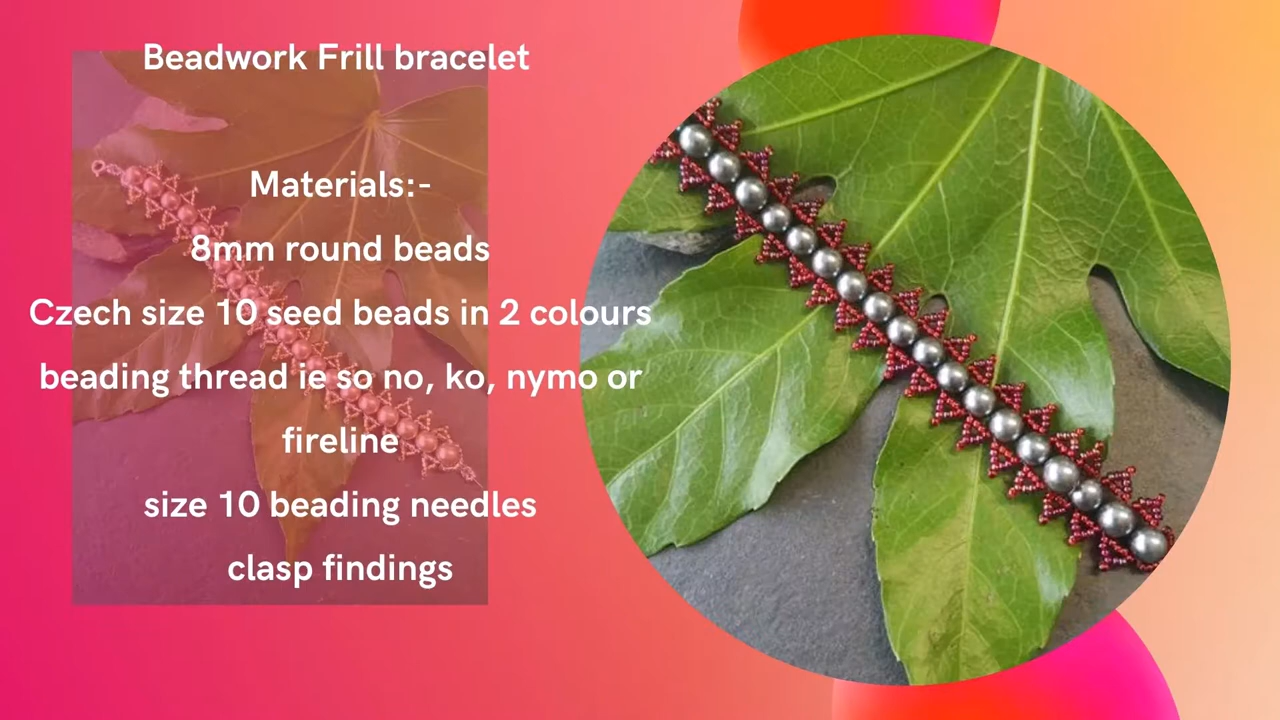 Beadwork Frill bracelet
Materials:-
8mm round beads
Czech size 10 seed beads in 2 colours
beading thread ie so no, ko, nymo or
fireline
size 10 beading needles
clasp findings